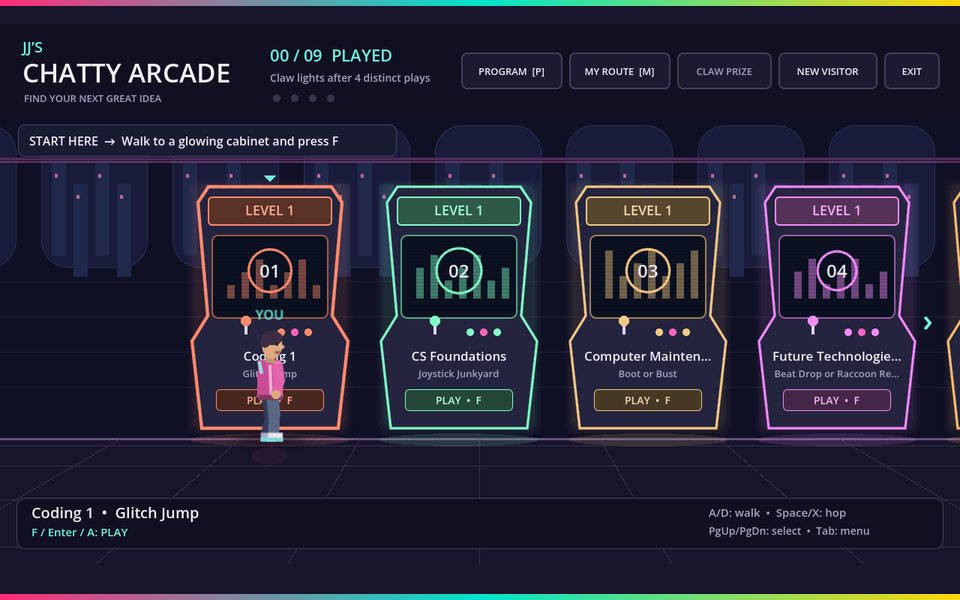 JJ'S
CHATTY ARCADE
FIND YOUR NEXT GREAT IDEA
00 / 09 PLAYED
Claw lights after 4 distinct plays
PROGRAM [P]
MY ROUTE [M]
CLAW PRIZE
NEW VISITOR
EXIT
START HERE → Walk to a glowing cabinet and press F
LEVEL 1
LEVEL 1
LEVEL 1
LEVEL 1
01
02
03
04
YOU
1
CS Foundations
Computer Mainten...
Future Technologie...
Joystick Junkyard
Boot or Bust
Beat Drop or Raccoon Re...
F
PLAY • F
PLAY • F
PLAY • F
Coding 1 • Glitch Jump
F / Enter / A: PLAY
A/D: walk • Space/X: hop
PgUp/PgDn: select • Tab: menu